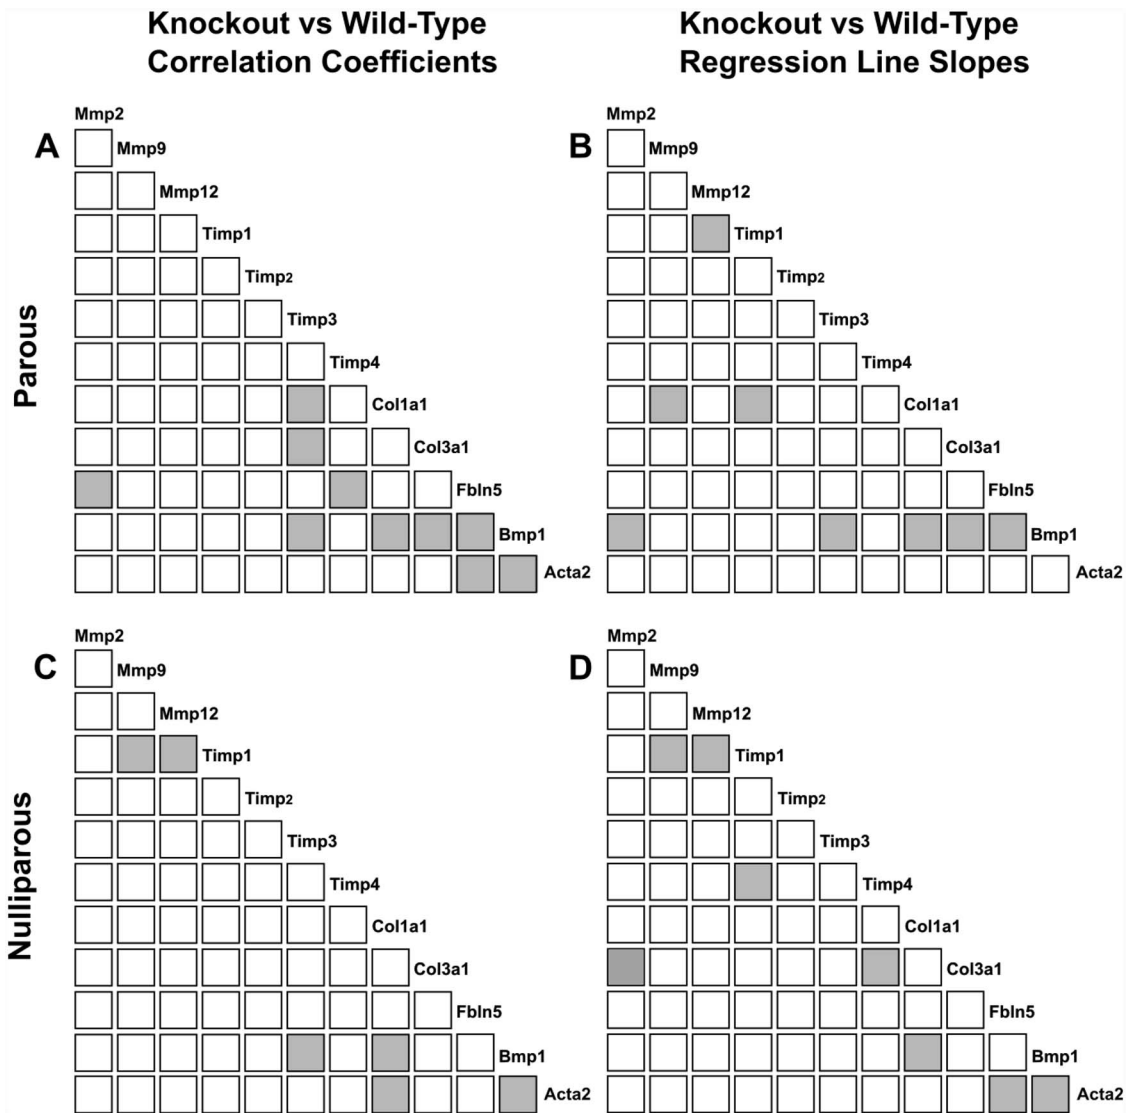 Knockout vs Wild-Type
Correlation Coefficients
Knockout vs Wild-Type
Regression Line Slopes
Parous
A
Mmp2
Mmp9
Mmp12
Timp1
Timp2
Timp3
Timp4
Col1a1
Col3a1
Fbln5
Bmp1
Acta2
B
Mmp2
Mmp9
Mmp12
Timp1
Timp2
Timp3
Timp4
Col1a1
Col3a1
Fbln5
Bmp1
Acta2
Nulliparous
C
Mmp2
Mmp9
Mmp12
Timp1
Timp2
Timp3
Timp4
Col1a1
Col3a1
Fbln5
Bmp1
Acta2
D
Mmp2
Mmp9
Mmp12
Timp1
Timp2
Timp3
Timp4
Col1a1
Col3a1
Fbln5
Bmp1
Acta2